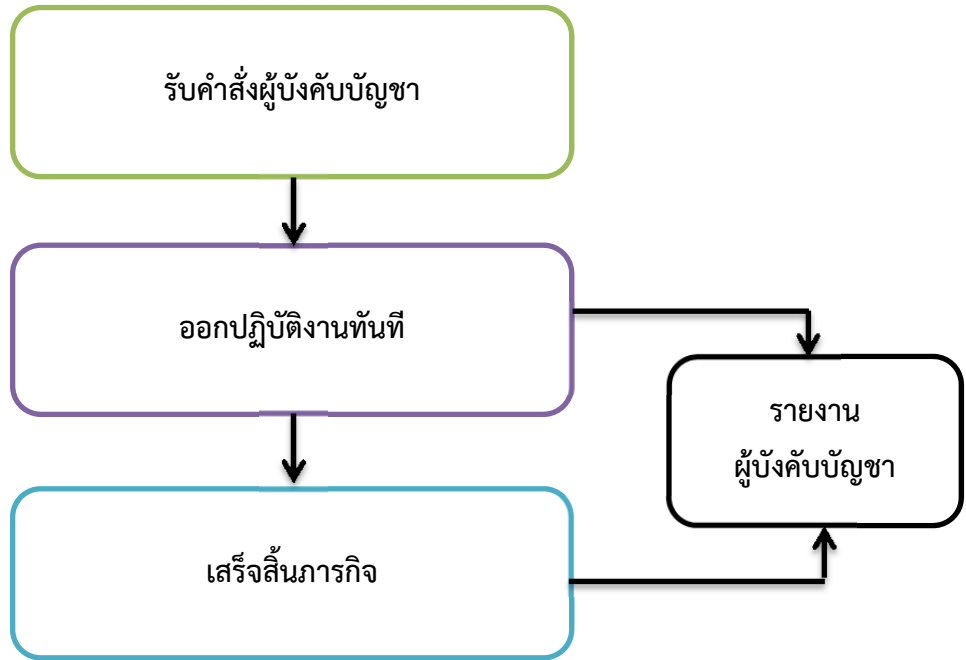 รับคำสั่งผู้บังคับบัญชา
ออกปฏิบัติงานทันที
รายงาน
ผู้บังคับบัญชา
เสร็จสิ้นภารกิจ